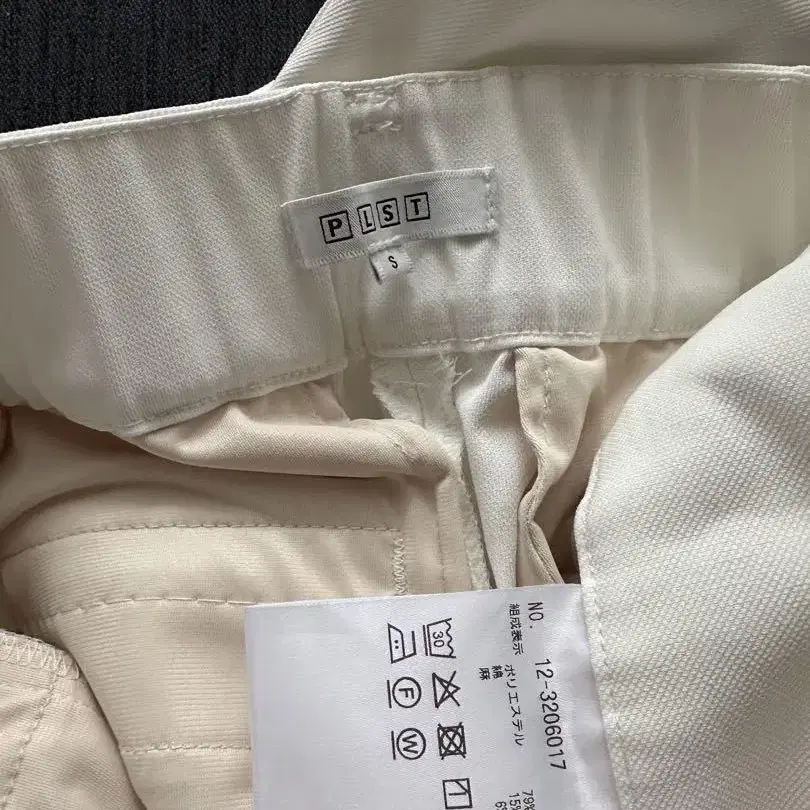 PLST
S
NO. 12-3206017
組成表示 ポリエステル 79%
綿 15%
麻 6%
30
F
W